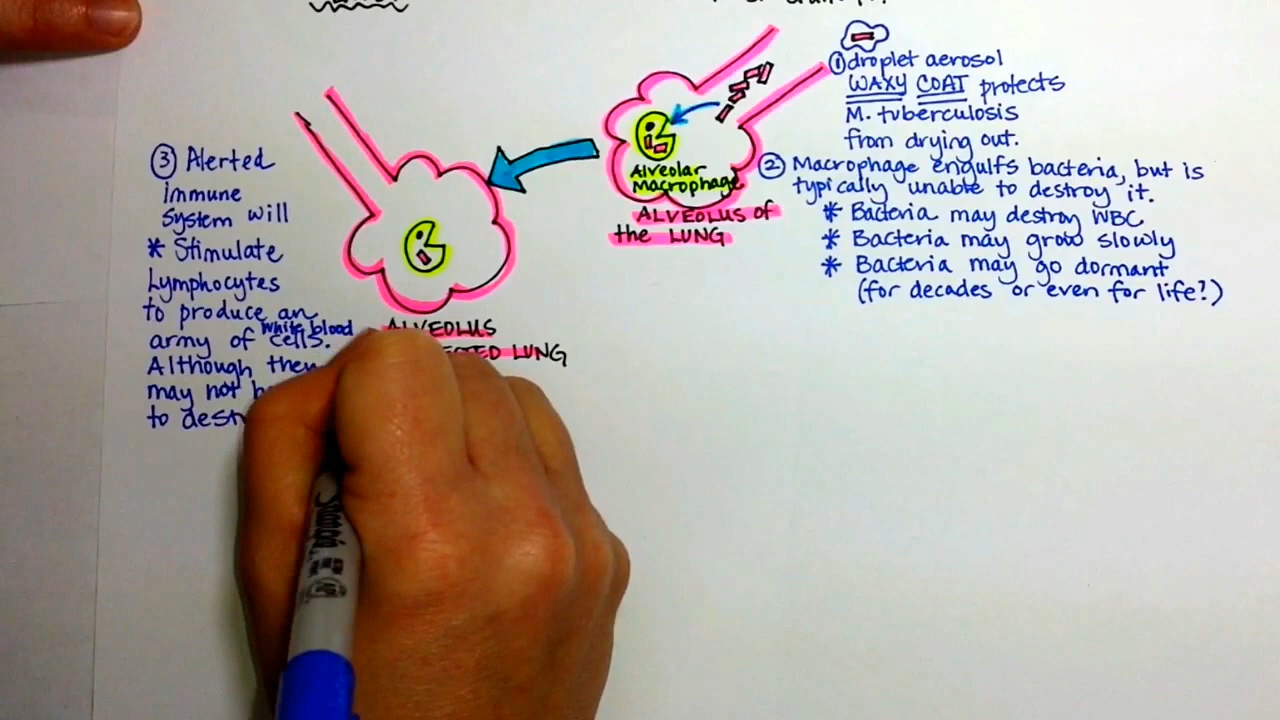 ① droplet aerosol
WAXY COAT protects
M. tuberculosis
from drying out.
② Macrophage engulfs bacteria, but is
typically unable to destroy it.
* Bacteria may destroy WBC
* Bacteria may grow slowly
* Bacteria may go dormant
(for decades or even for life?)
Alveolar
Macrophage
ALVEOLUS of
the LUNG
③ Alerted
immune
System will
* Stimulate
Lymphocytes
to produce an
army of white blood cells.
Although they
may not
to
ALVEOLUS
LUNG
Sharpie